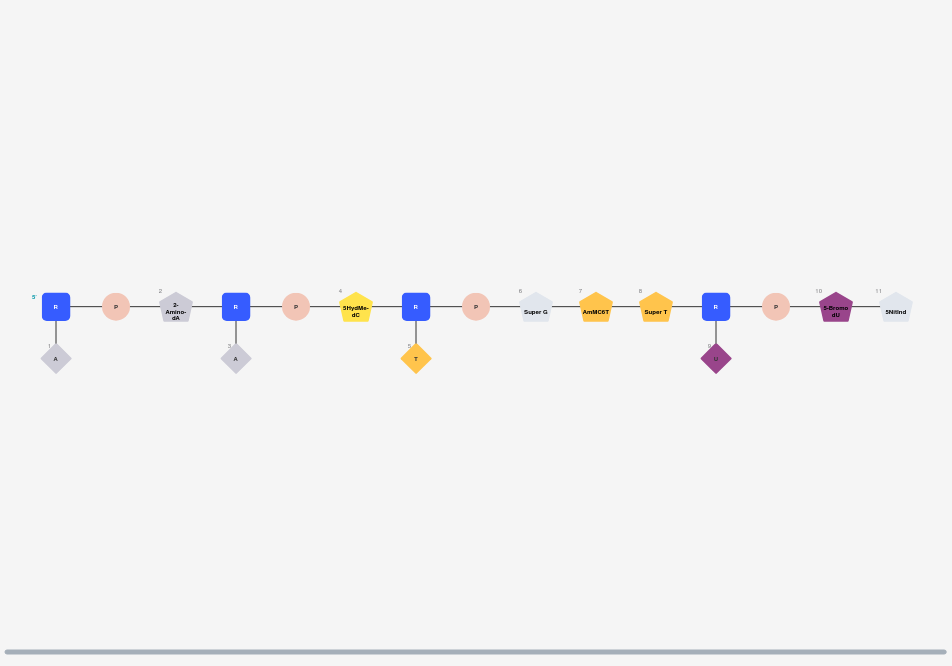 2 4 6 7 8 10 11
5' R P 2-Amino-dA R P 5HydMe-dC R P Super G AmMC6T Super T R P 5-Bromo dU 5NitInd
1 3 5 9
A A T U